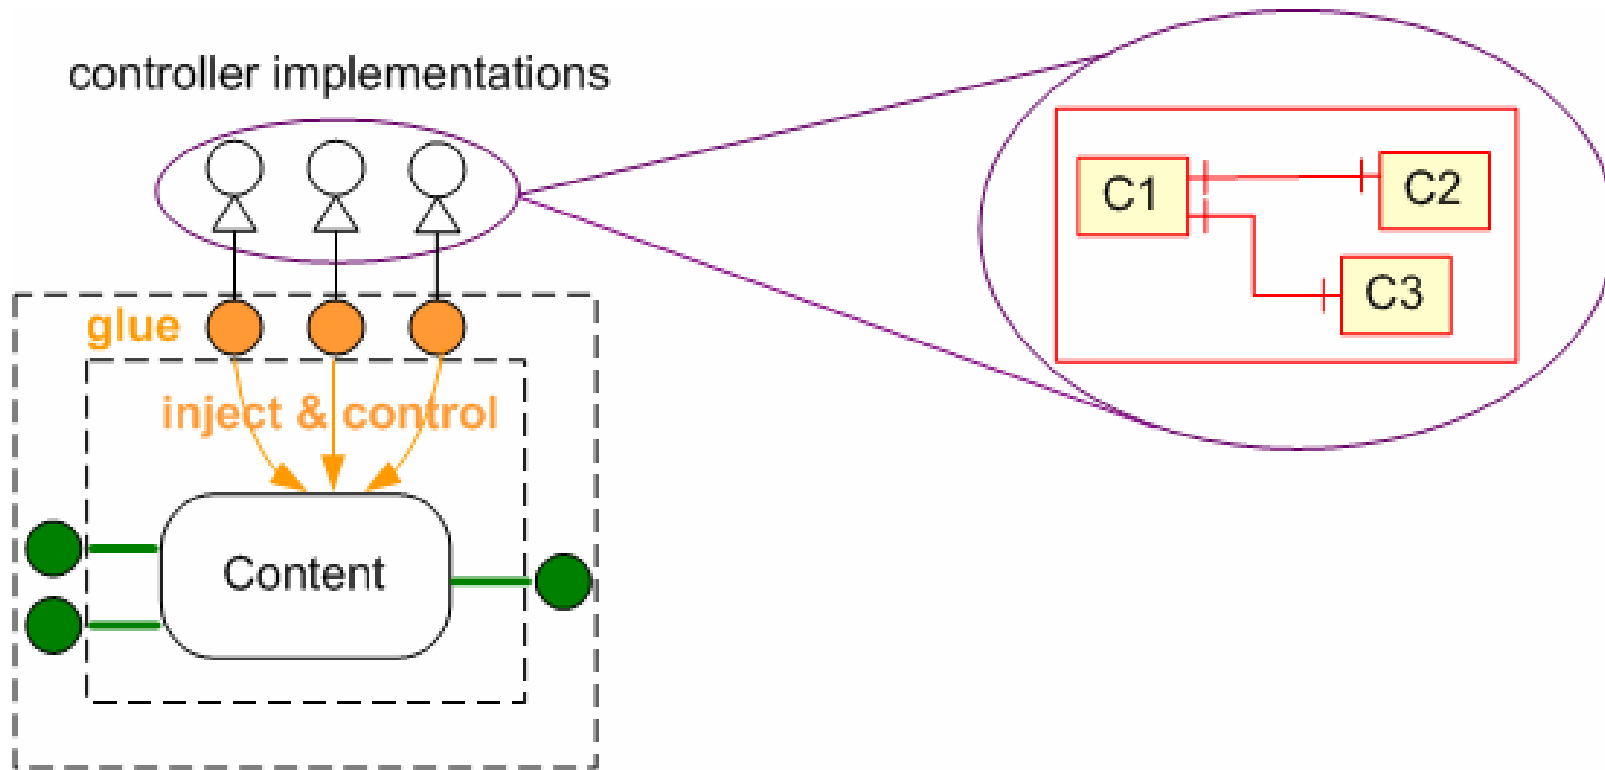 controller implementations
C1
C2
C3
glue
inject & control
Content